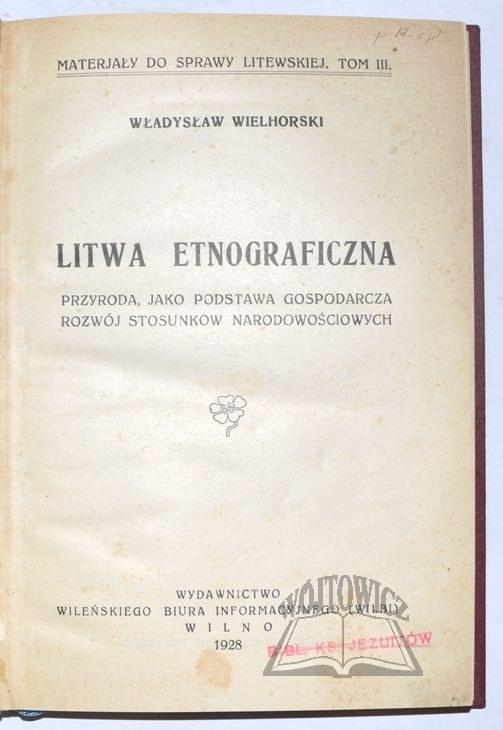 MATERJAŁY DO SPRAWY LITEWSKIEJ. TOM III.
WŁADYSŁAW WIELHORSKI
LITWA ETNOGRAFICZNA
PRZYRODA, JAKO PODSTAWA GOSPODARCZA
ROZWÓJ STOSUNKÓW NARODOWOŚCIOWYCH
WYDAWNICTWO
WILEŃSKIEGO BIURA INFORMACYJNEGO (WILBI)
WILNO
1928
WÓJTOWICZ
BIBL. KS. JEZUITÓW